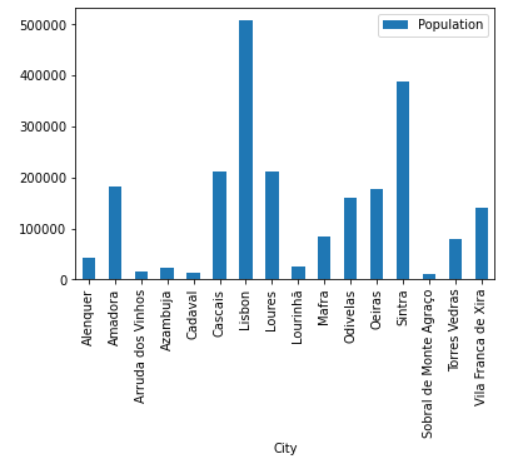 Population
500000
400000
300000
200000
100000
0
Alenquer
Amadora
Arruda dos Vinhos
Azambuja
Cadaval
Cascais
Lisbon
Loures
Lourinhã
Mafra
Odivelas
Oeiras
Sintra
Sobral de Monte Agraço
Torres Vedras
Vila Franca de Xira
City